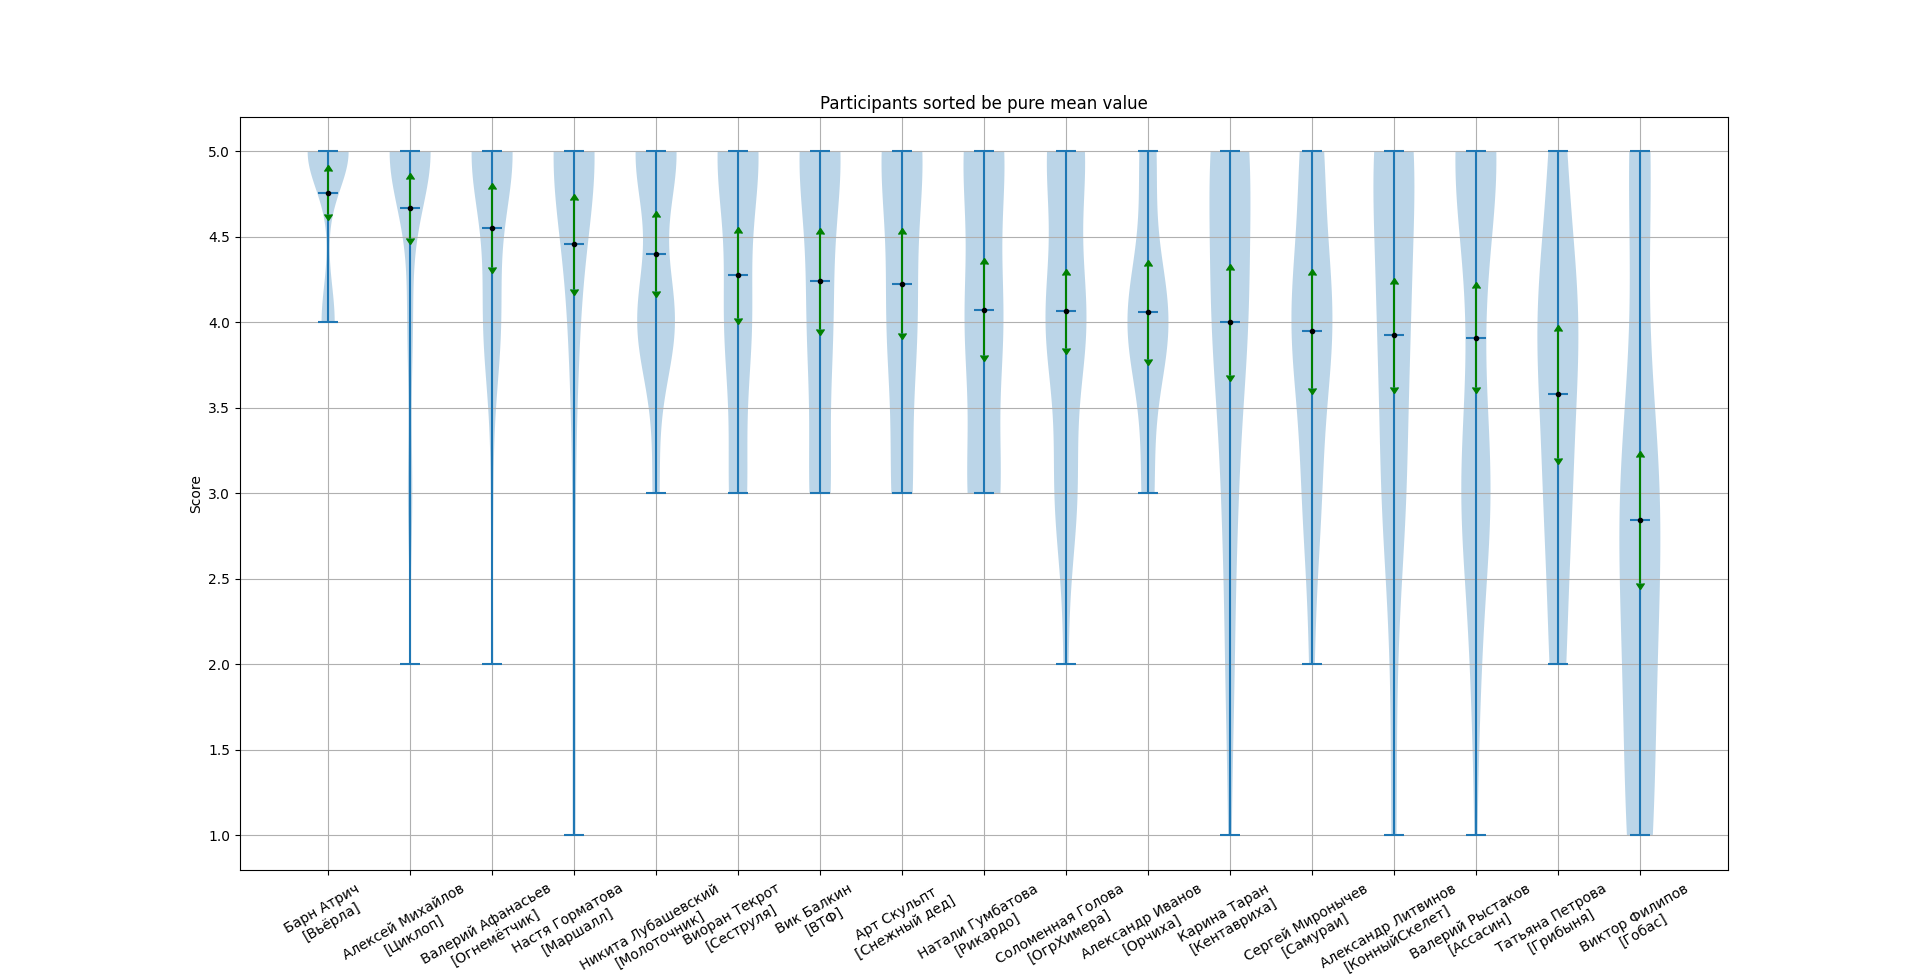 Participants sorted be pure mean value
Score
5.0
4.5
4.0
3.5
3.0
2.5
2.0
1.5
1.0
Барн Атрич
[Вьёрла]
Алексей Михайлов
[Циклоп]
Валерий Афанасьев
[Огнемётчик]
Настя Горматова
[Маршалл]
Никита Лубашевский
[Молоточник]
Виоран Текрот
[Сеструля]
Вик Балкин
[ВТФ]
Арт Скульпт
[Снежный дед]
Натали Гумбатова
[Рикардо]
Соломенная Голова
[ОгрХимера]
Александр Иванов
[Орчиха]
Карина Таран
[Кентавриха]
Сергей Миронычев
[Самураи]
Александр Литвинов
[КонныйСкелет]
Валерий Рыстаков
[Ассасин]
Татьяна Петрова
[Грибыня]
Виктор Филипов
[Гобас]